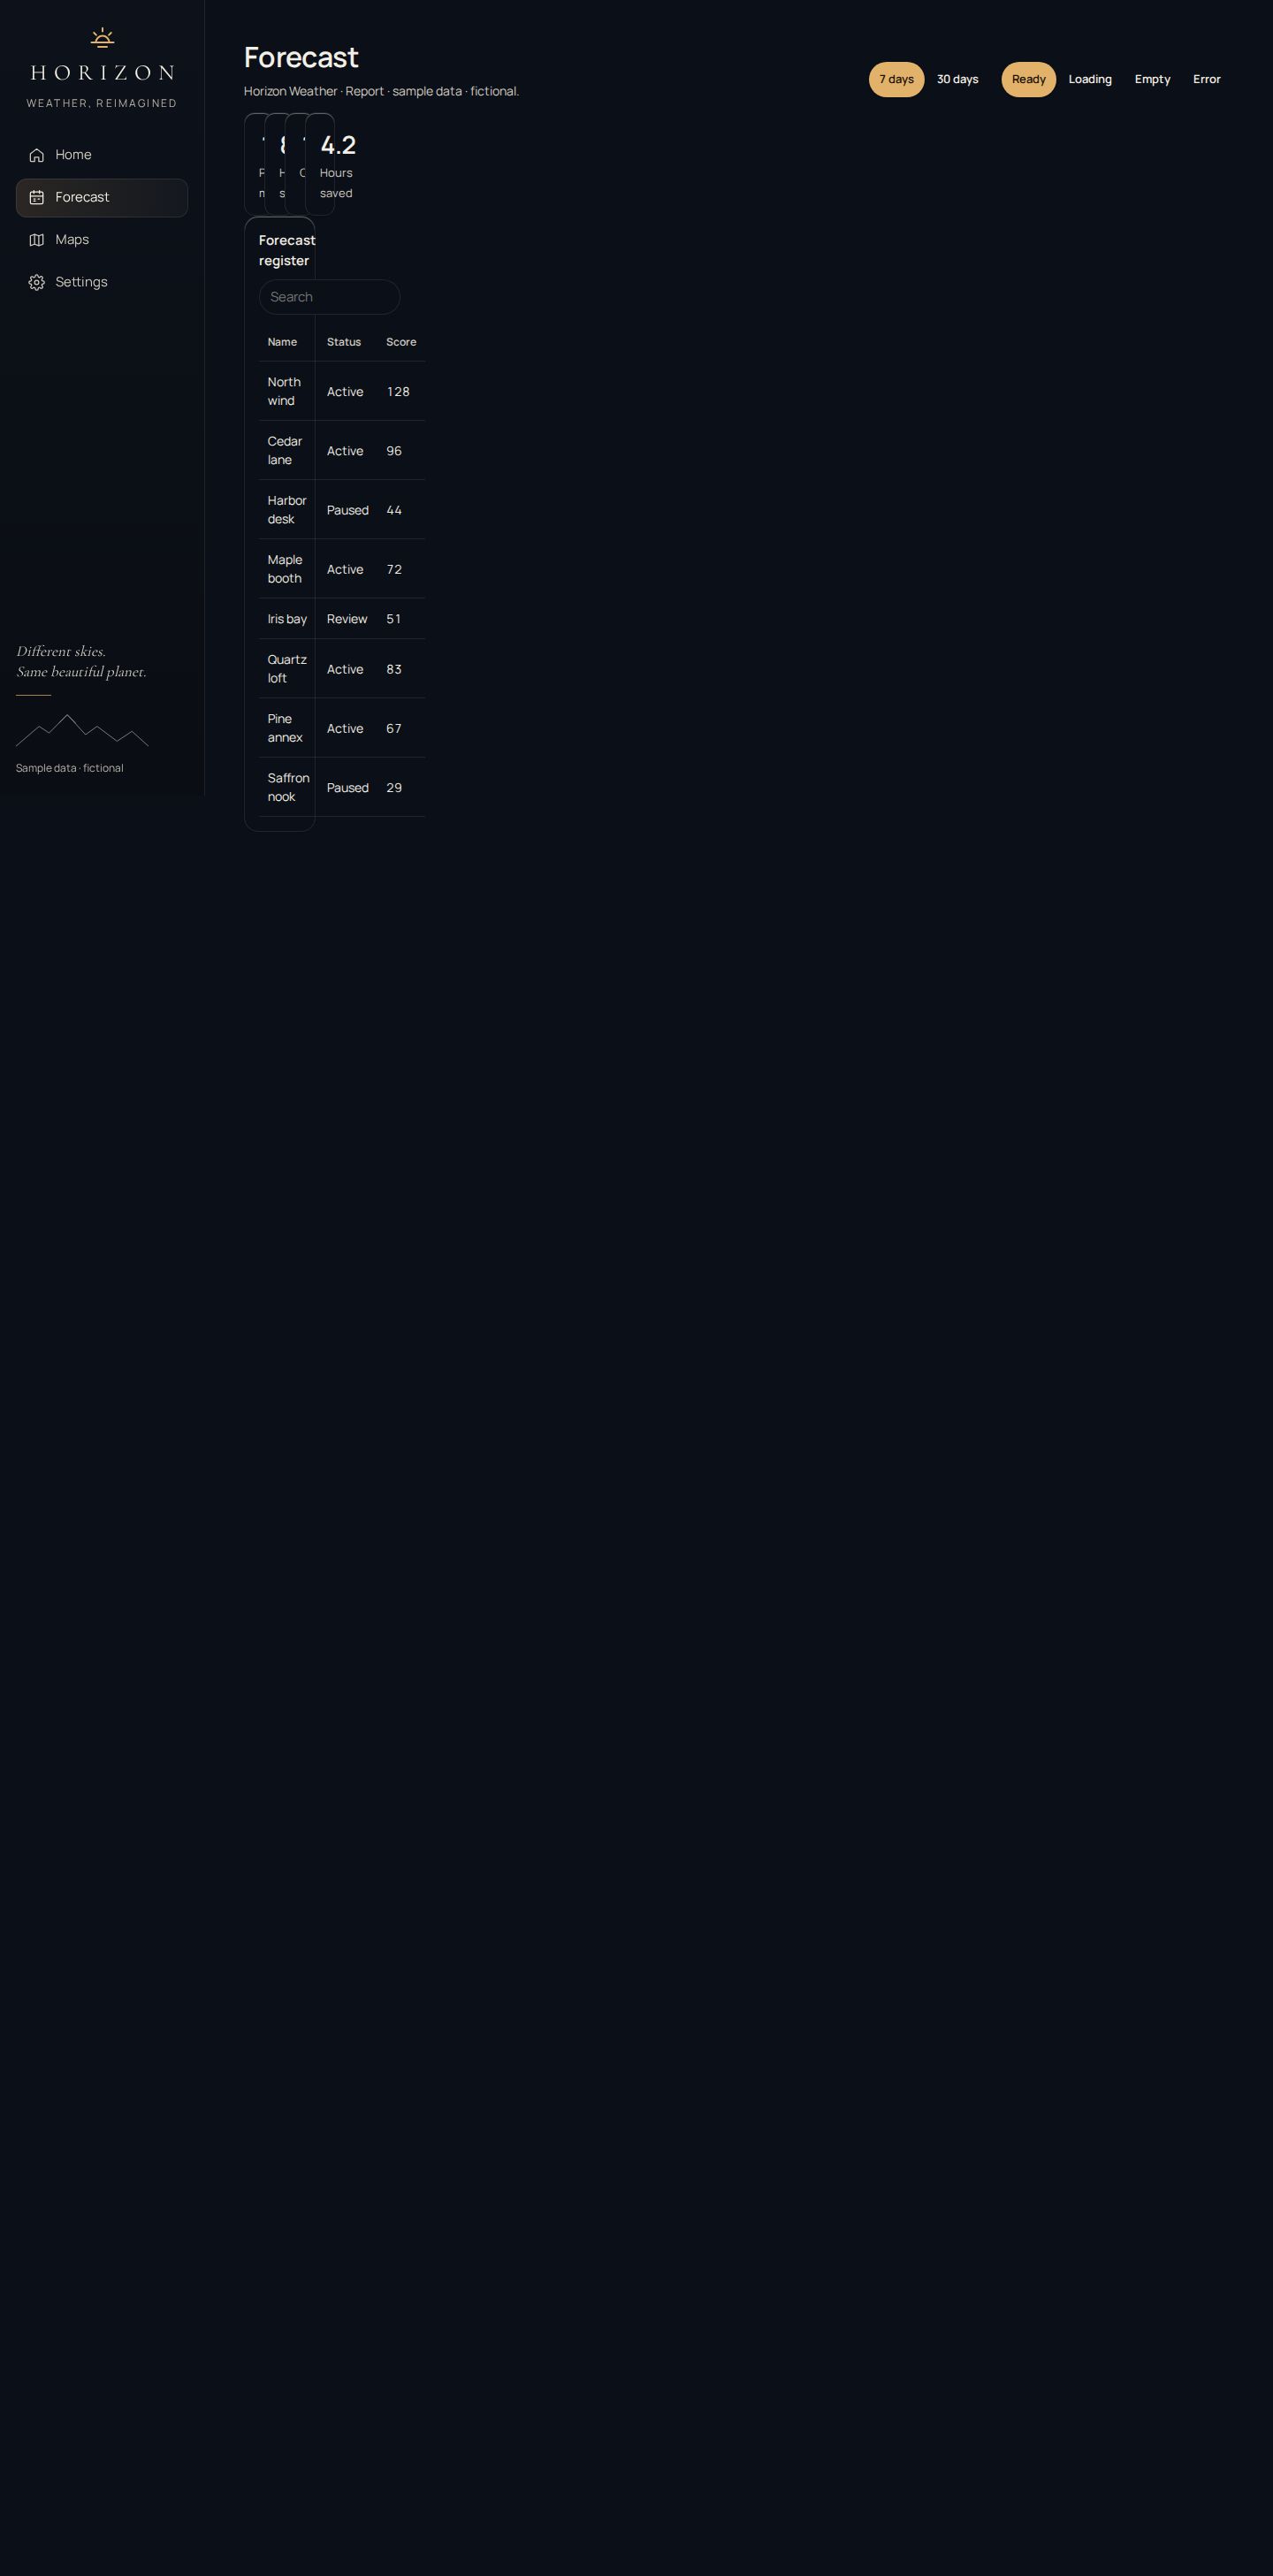 HORIZON
WEATHER, REIMAGINED
Home
Forecast
Maps
Settings
Different skies.
Same beautiful planet.
Sample data · fictional
Forecast
Horizon Weather · Report · sample data · fictional.
7 days
30 days
Ready
Loading
Empty
Error
4.2
Hours
saved
Forecast
register
Search
Name Status Score
North
wind
Active 128
Cedar
lane
Active 96
Harbor
desk
Paused 44
Maple
booth
Active 72
Iris bay Review 51
Quartz
loft
Active 83
Pine
annex
Active 67
Saffron
nook
Paused 29